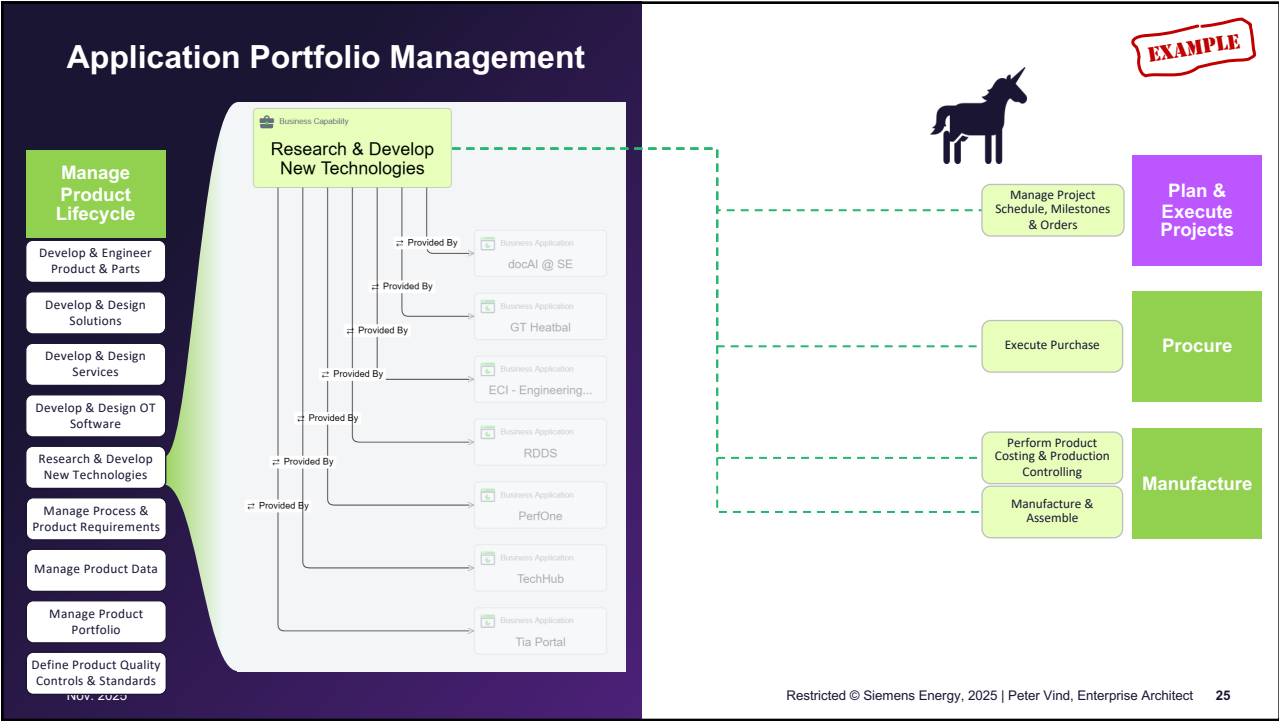 Application Portfolio Management
EXAMPLE
Manage
Product
Lifecycle
Develop & Engineer
Product & Parts
Develop & Design
Solutions
Develop & Design
Services
Develop & Design OT
Software
Research & Develop
New Technologies
Manage Process &
Product Requirements
Manage Product Data
Manage Product
Portfolio
Define Product Quality
Controls & Standards
Business Capability
Research & Develop
New Technologies
Provided By
Business Application
docAI @ SE
Provided By
Business Application
GT Heatbal
Provided By
Business Application
ECI - Engineering...
Provided By
Business Application
RDDS
Provided By
Business Application
PerfOne
Provided By
Business Application
TechHub
Provided By
Business Application
Tia Portal
Manage Project
Schedule, Milestones
& Orders
Plan &
Execute
Projects
Execute Purchase
Procure
Perform Product
Costing & Production
Controlling
Manufacture &
Assemble
Manufacture
Nov. 2025
Restricted © Siemens Energy, 2025 | Peter Vind, Enterprise Architect 25